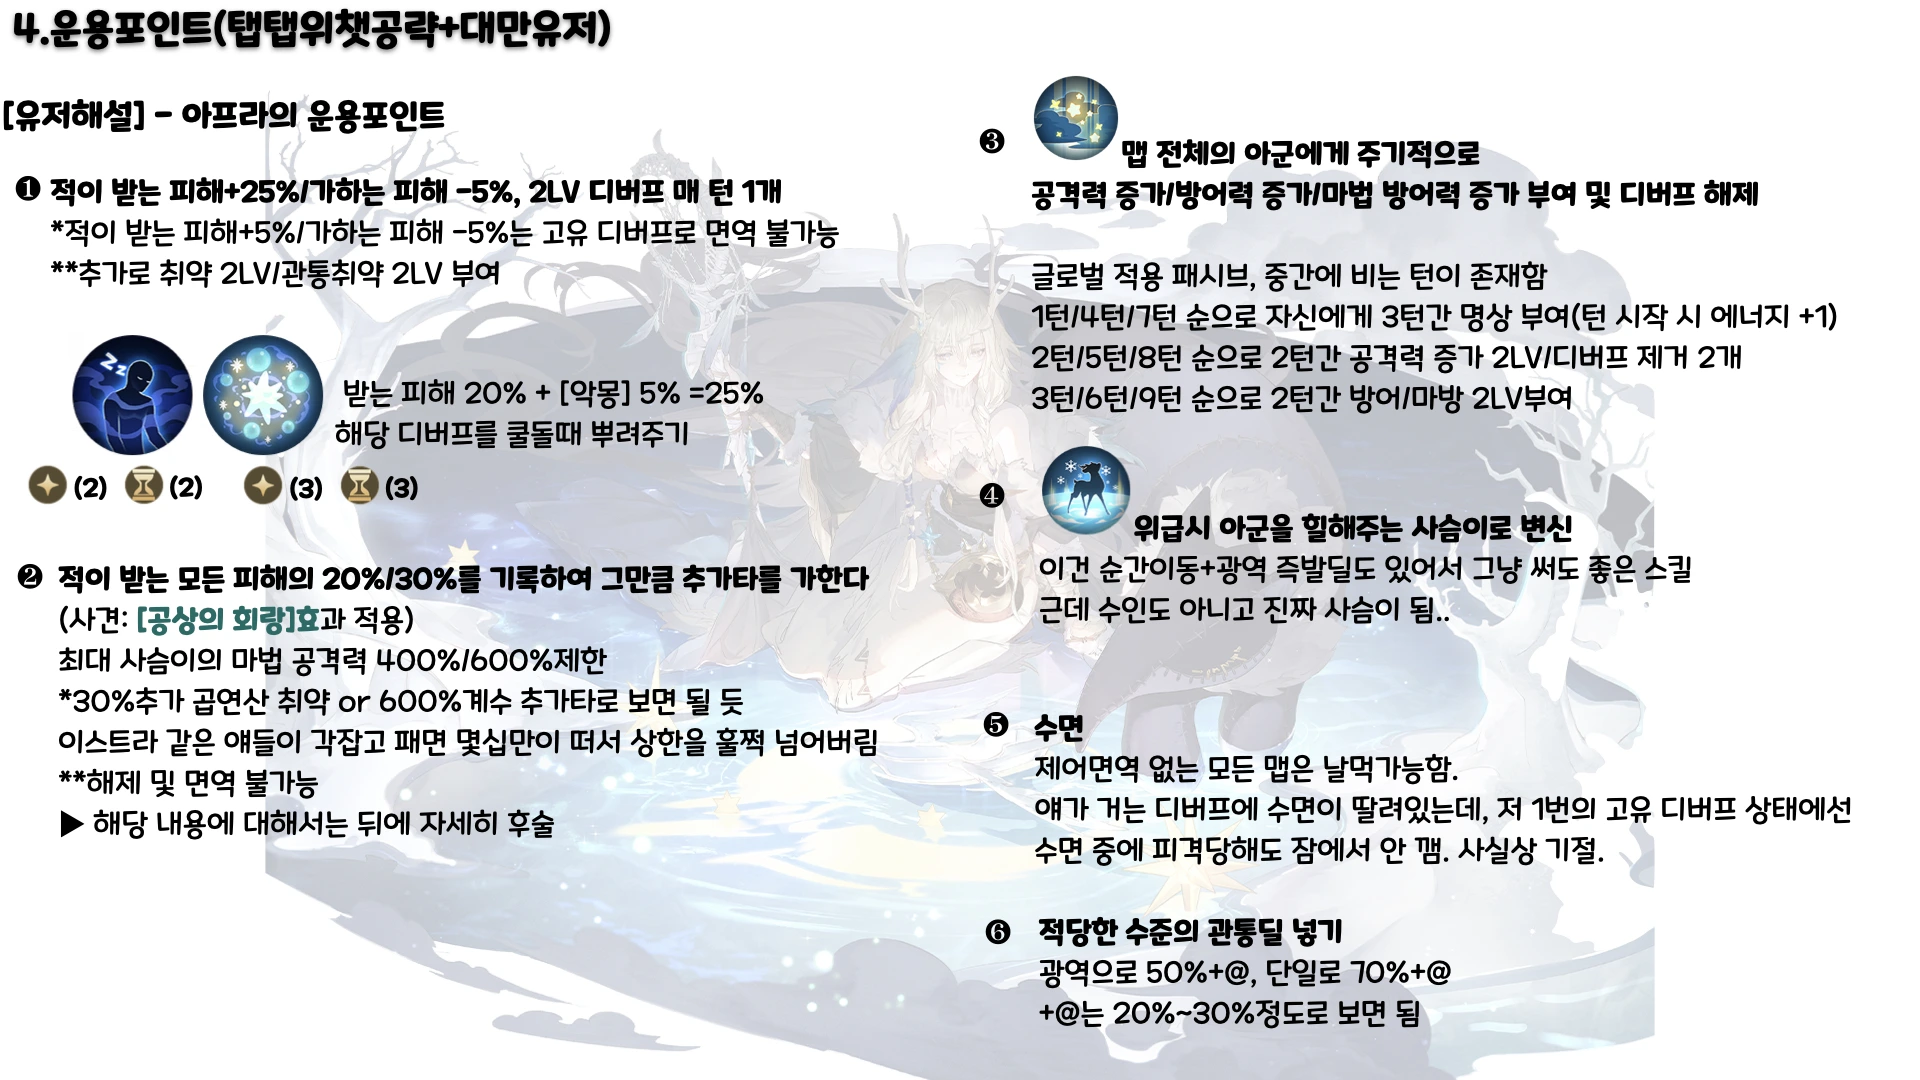 4.운용포인트(탭탭위챗공략+대만유저)
[유저해설] - 아프라의 운용포인트
❶ 적이 받는 피해+25%/가하는 피해 -5%, 2LV 디버프 매 턴 1개
*적이 받는 피해+5%/가하는 피해 -5%는 고유 디버프로 면역 불가능
**추가로 취약 2LV/관통취약 2LV 부여
받는 피해 20% + [악몽] 5% =25%
해당 디버프를 쿨돌때 뿌려주기
(2) (2) (3) (3)
❷ 적이 받는 모든 피해의 20%/30%를 기록하여 그만큼 추가타를 가한다
(사견: [공상의 회랑]효과 적용)
최대 사슴이의 마법 공격력 400%/600%제한
*30%추가 곱연산 취약 or 600%계수 추가타로 보면 될 듯
이스트라 같은 얘들이 각잡고 패면 몇십만이 떠서 상한을 훌쩍 넘어버림
**해제 및 면역 불가능
▶ 해당 내용에 대해서는 뒤에 자세히 후술
❸ 맵 전체의 아군에게 주기적으로
공격력 증가/방어력 증가/마법 방어력 증가 부여 및 디버프 해제
글로벌 적용 패시브, 중간에 비는 턴이 존재함
1턴/4턴/7턴 순으로 자신에게 3턴간 명상 부여(턴 시작 시 에너지 +1)
2턴/5턴/8턴 순으로 2턴간 공격력 증가 2LV/디버프 제거 2개
3턴/6턴/9턴 순으로 2턴간 방어/마방 2LV부여
❹ 위급시 아군을 힐해주는 사슴이로 변신
이건 순간이동+광역 즉발딜도 있어서 그냥 써도 좋은 스킬
근데 수인도 아니고 진짜 사슴이 됨..
❺ 수면
제어면역 없는 모든 맵은 날먹가능함.
얘가 거는 디버프에 수면이 딸려있는데, 저 1번의 고유 디버프 상태에선
수면 중에 피격당해도 잠에서 안 깸. 사실상 기절.
❻ 적당한 수준의 관통딜 넣기
광역으로 50%+@, 단일로 70%+@
+@는 20%~30%정도로 보면 됨